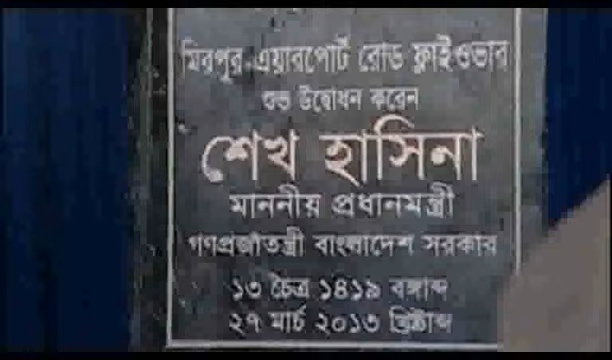 মিরপুর-এয়ারপোর্ট রোড ফ্লাইওভার
শুভ উদ্বোধন করেন
শেখ হাসিনা
মাননীয় প্রধানমন্ত্রী
গণপ্রজাতন্ত্রী বাংলাদেশ সরকার
১৩ চৈত্র ১৪১৯ বঙ্গাব্দ
২৭ মার্চ ২০১৩ খ্রিষ্টাব্দ